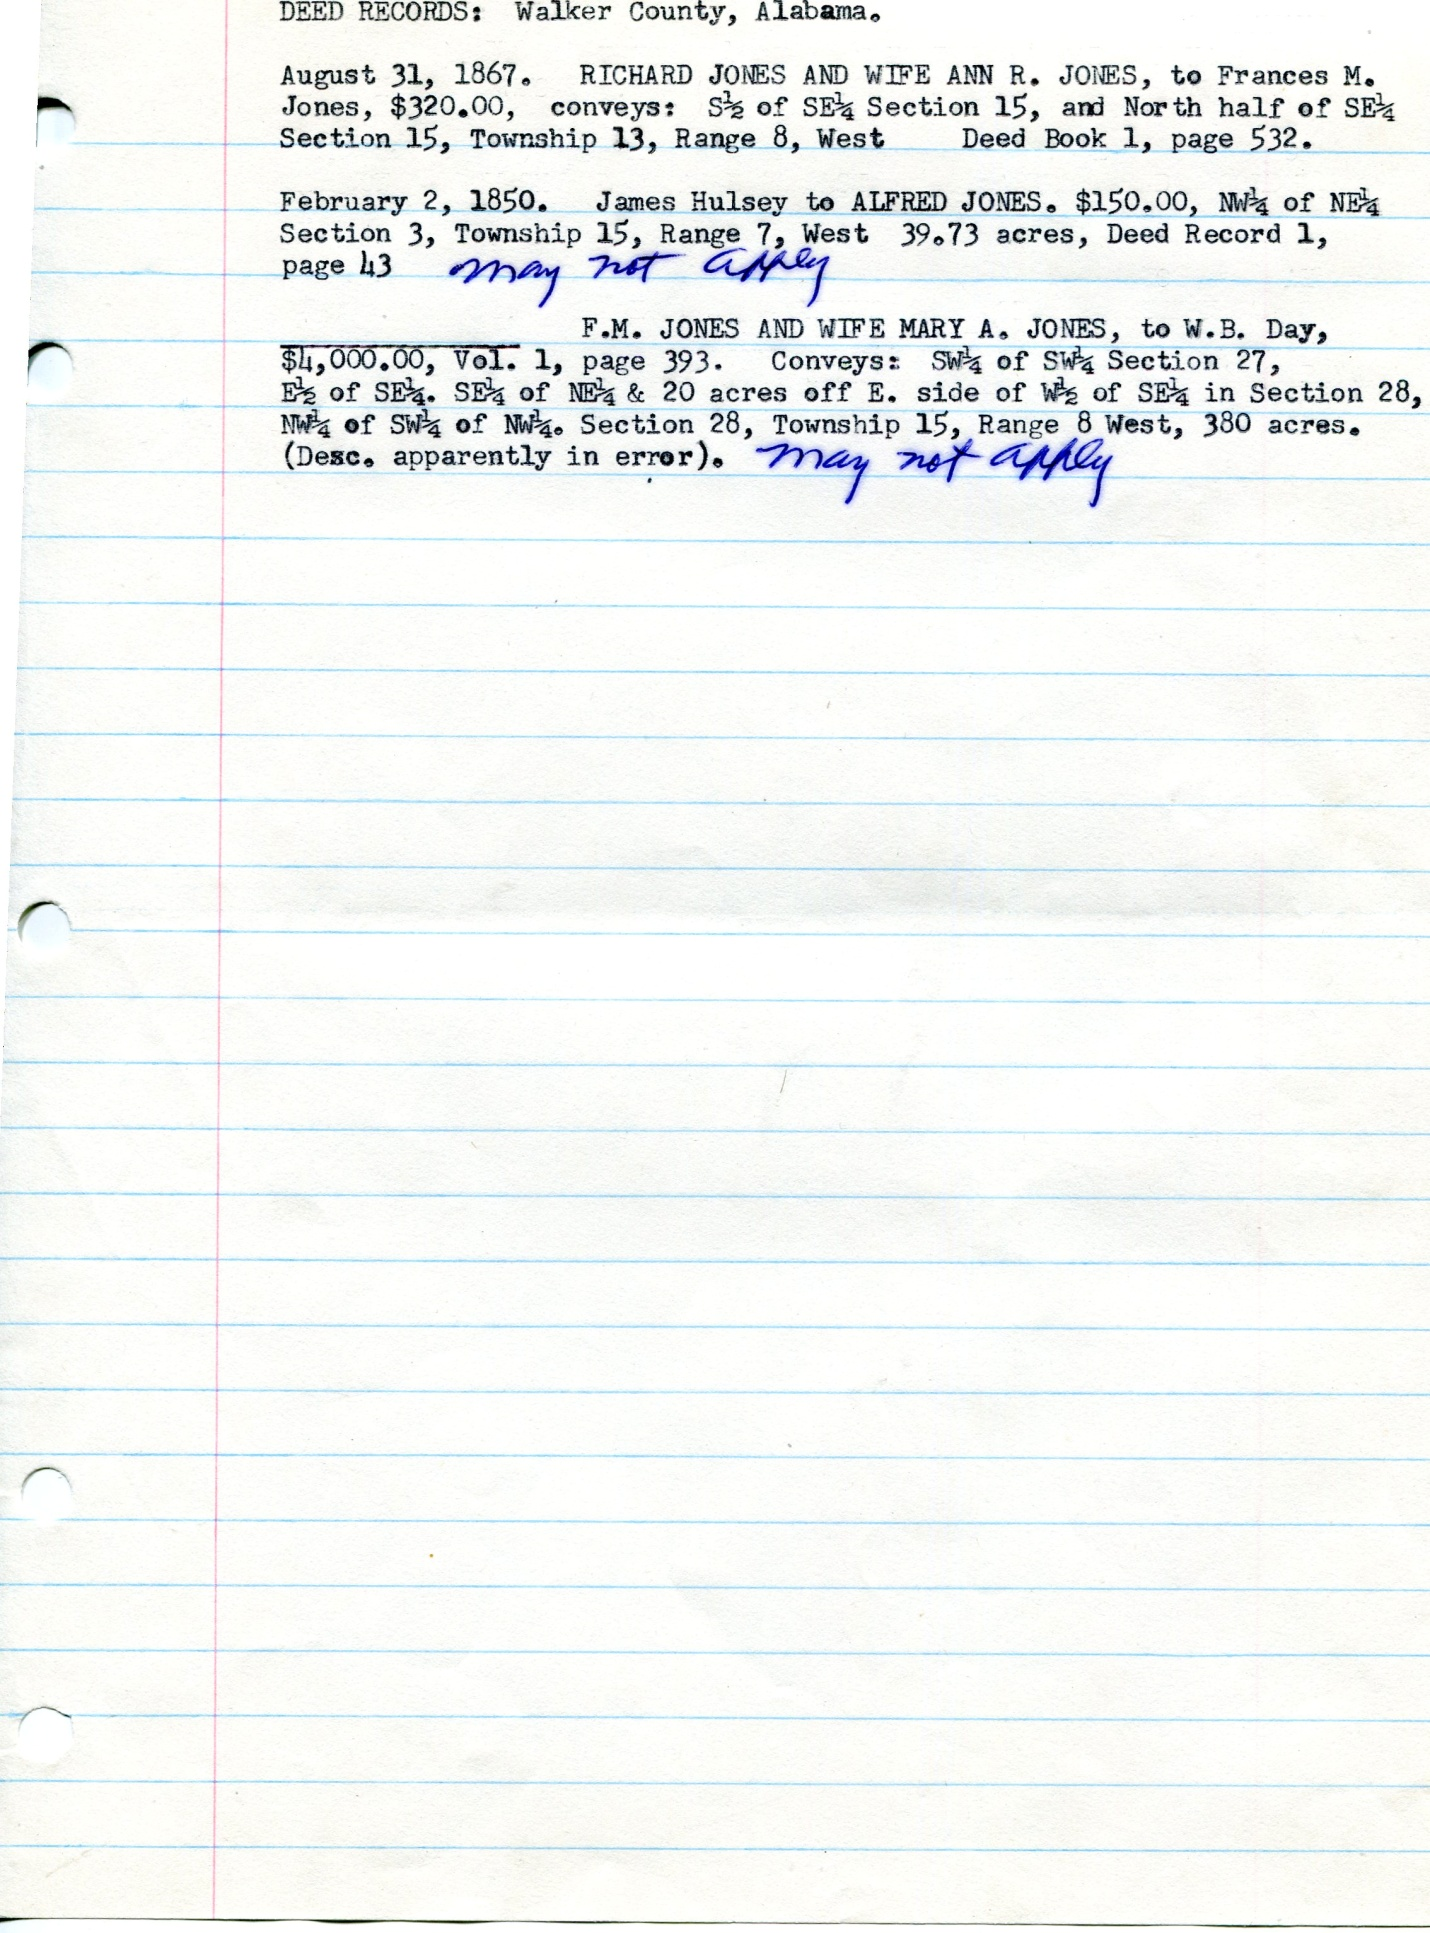 DEED RECORDS: Walker County, Alabama.
August 31, 1867. RICHARD JONES AND WIFE ANN R. JONES, to Frances M.
Jones, $320.00, conveys: S½ of SE¼ Section 15, and North half of SE¼
Section 15, Township 13, Range 8, West Deed Book 1, page 532.
February 2, 1850. James Hulsey to ALFRED JONES. $150.00, NW¼ of NE¼
Section 3, Township 15, Range 7, West 39.73 acres, Deed Record 1,
page 43 may not apply
F.M. JONES AND WIFE MARY A. JONES, to W.B. Day,
$4,000.00, Vol. 1, page 393. Conveys: SW¼ of SW¼ Section 27,
E½ of SE¼. SE¼ of NE¼ & 20 acres off E. side of W½ of SE¼ in Section 28,
NW¼ of SW¼ of NW¼. Section 28, Township 15, Range 8 West, 380 acres.
(Desc. apparently in error). may not apply